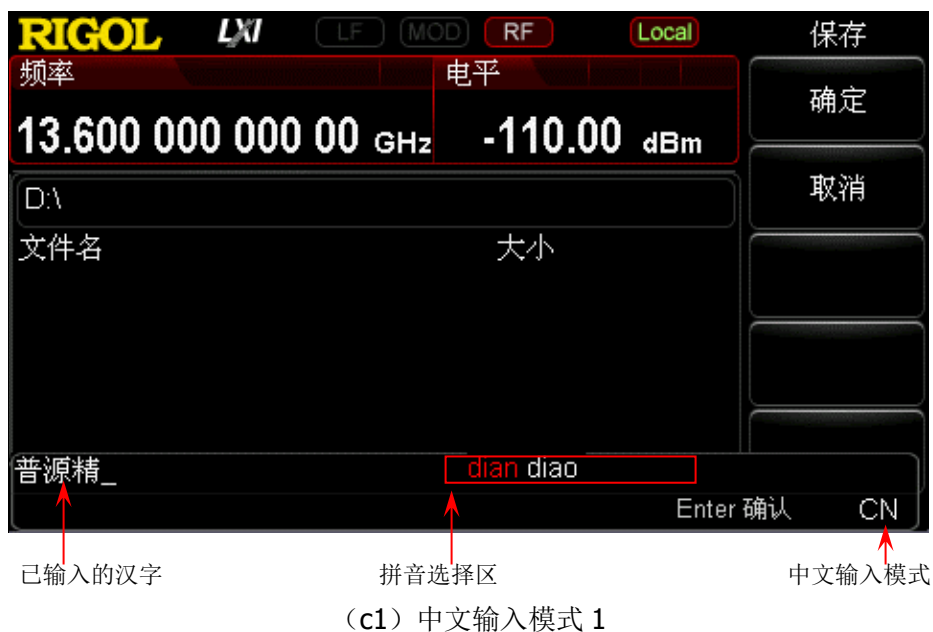 RIGOL LXI LF MOD RF Local 保存
频率 电平 确定
13.600 000 000 00 GHz -110.00 dBm
D:\ 取消
文件名 大小
普源精_ dian diao
Enter 确认 CN
已输入的汉字 拼音选择区 中文输入模式
（c1）中文输入模式 1